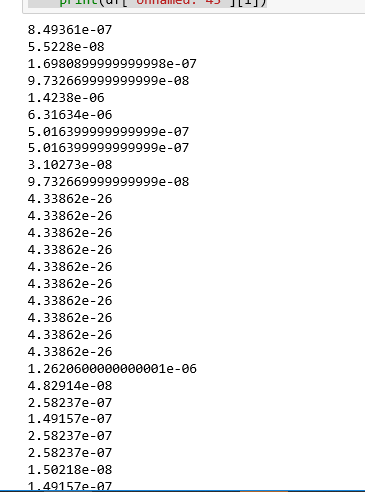 print(df['Unnamed: 45'][i])
8.49361e-07
5.5228e-08
1.6980899999999998e-07
9.732669999999999e-08
1.4238e-06
6.31634e-06
5.016399999999999e-07
5.016399999999999e-07
3.10273e-08
9.732669999999999e-08
4.33862e-26
4.33862e-26
4.33862e-26
4.33862e-26
4.33862e-26
4.33862e-26
4.33862e-26
4.33862e-26
4.33862e-26
4.33862e-26
1.2620600000000001e-06
4.82914e-08
2.58237e-07
1.49157e-07
2.58237e-07
2.58237e-07
1.50218e-08
1.49157e-07